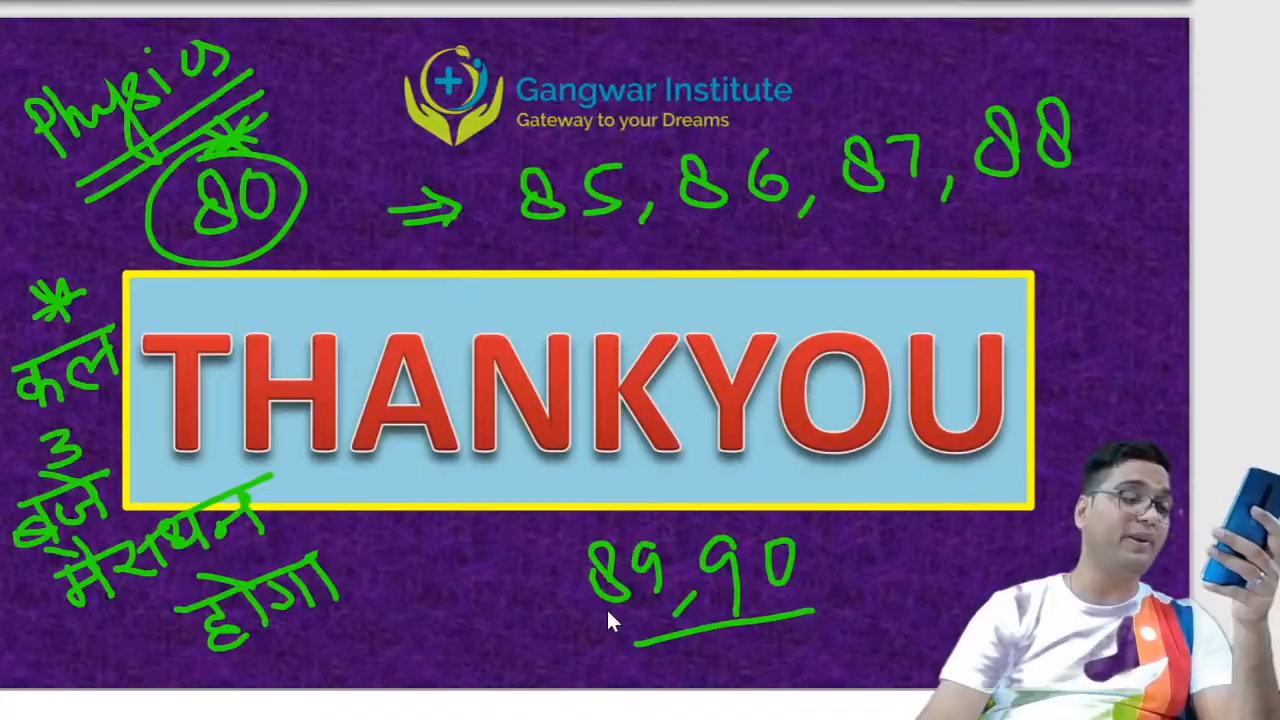 Physics
Gangwar Institute
Gateway to your Dreams
80 ⇒ 85, 86, 87, 88
THANKYOU
* कल
3
बजे
मैराथन
होगा
89, 90